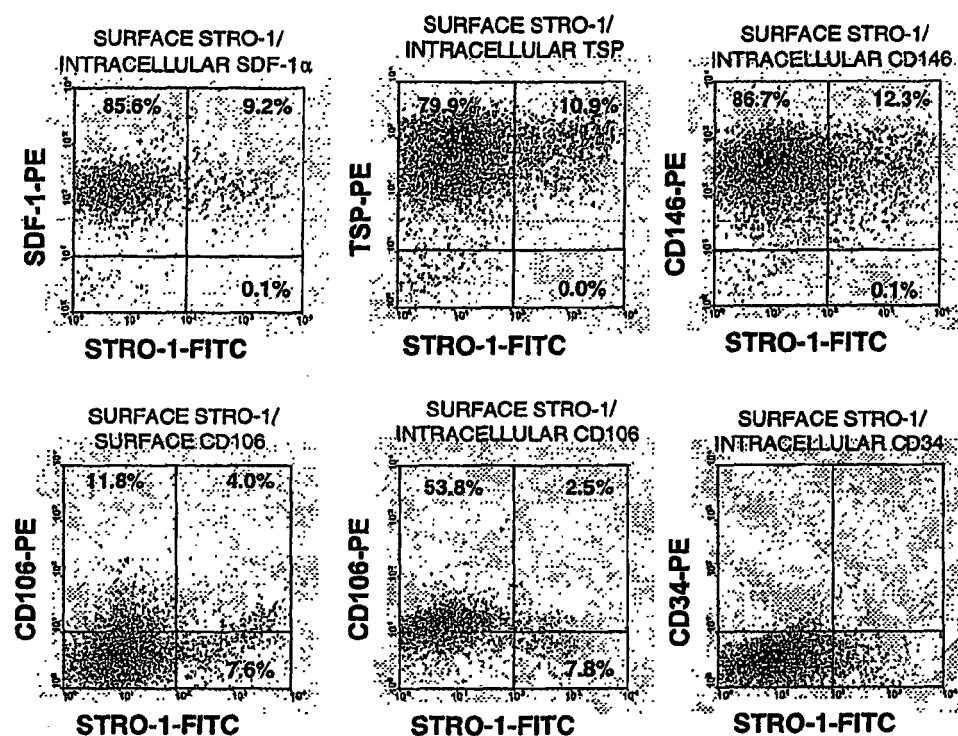 SURFACE STRO-1/
INTRACELLULAR SDF-1α
85.6% 9.2%
0.1%
SDF-1-PE
STRO-1-FITC
SURFACE STRO-1/
INTRACELLULAR TSP
79.9% 10.9%
0.0%
TSP-PE
STRO-1-FITC
SURFACE STRO-1/
INTRACELLULAR CD146
86.7% 12.3%
0.1%
CD146-PE
STRO-1-FITC
SURFACE STRO-1/
SURFACE CD106
11.8% 4.0%
7.6%
CD106-PE
STRO-1-FITC
SURFACE STRO-1/
INTRACELLULAR CD106
53.8% 2.5%
7.8%
CD106-PE
STRO-1-FITC
SURFACE STRO-1/
INTRACELLULAR CD34
CD34-PE
STRO-1-FITC